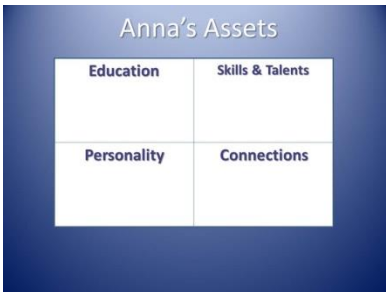 Anna's Assets
Education
Skills & Talents
Personality
Connections